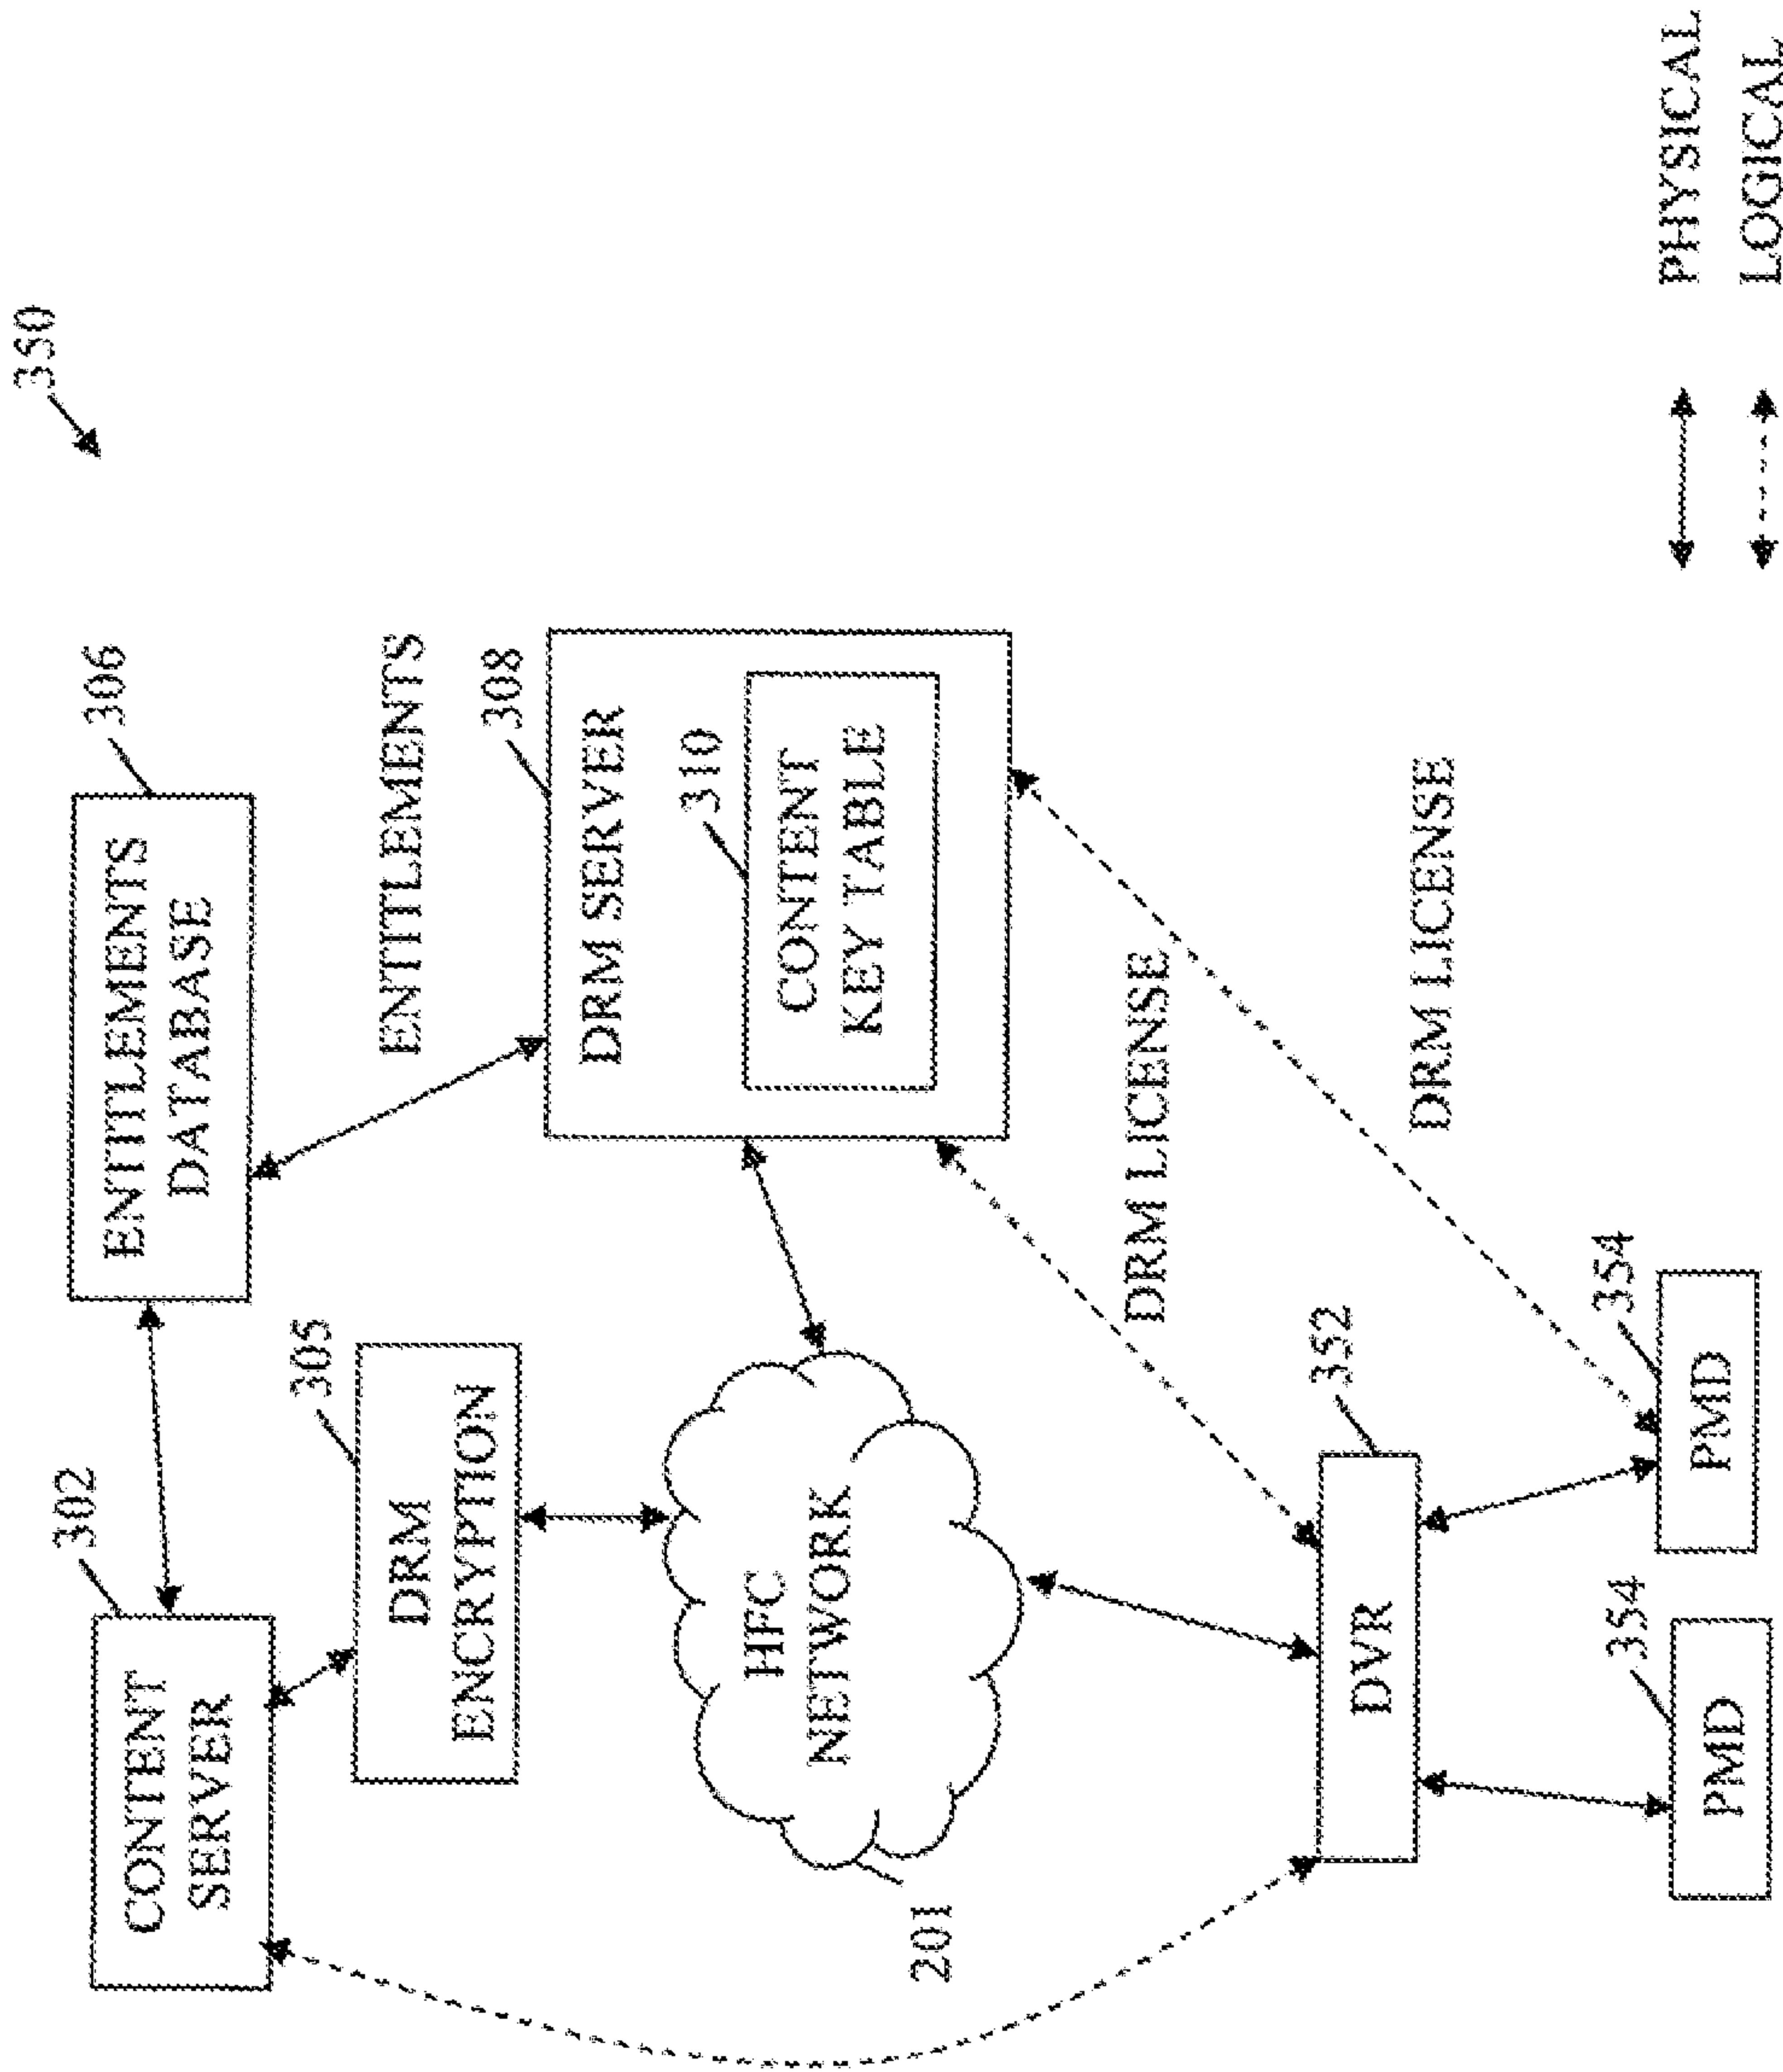 350
302
CONTENT
SERVER
306
ENTITLEMENTS
DATABASE
305
DRM
ENCRYPTION
ENTITLEMENTS
308
DRM SERVER
310
CONTENT
KEY TABLE
HFC
NETWORK
201
DRM LICENSE
DRM LICENSE
352
DVR
354
PMD
354
PMD
PHYSICAL
LOGICAL